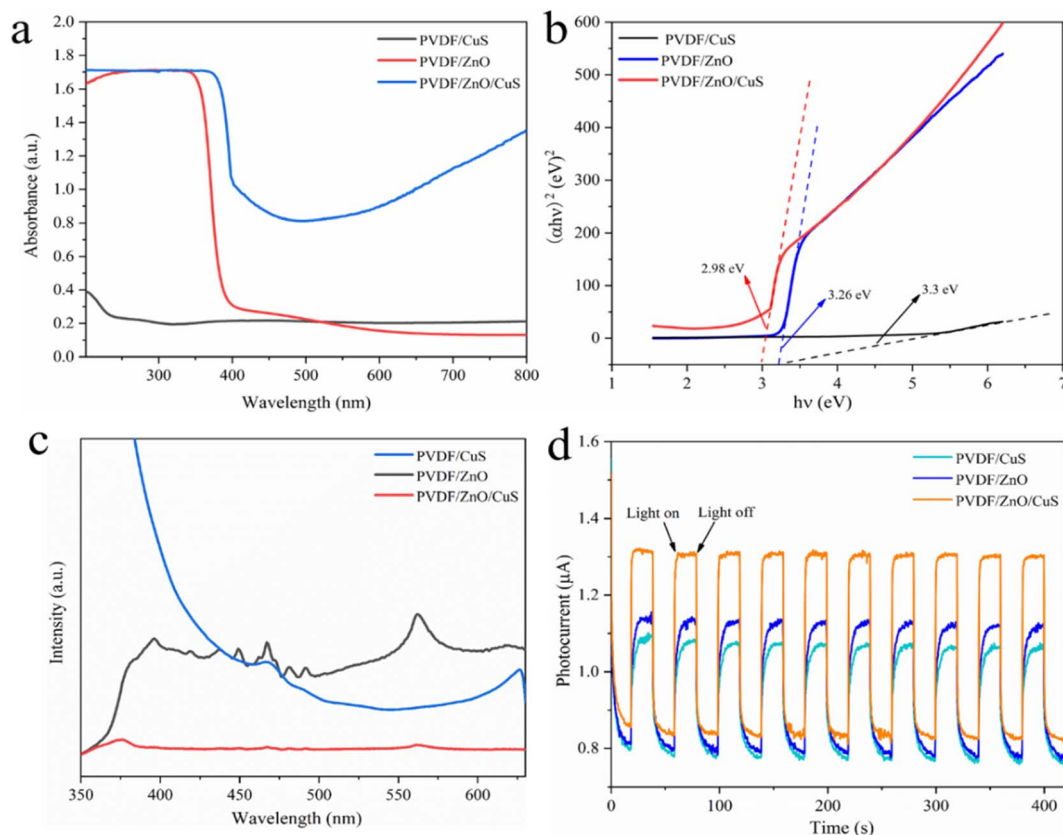 a
2.0
1.8
1.6
1.4
1.2
1.0
0.8
0.6
0.4
0.2
0.0
Absorbance (a.u.)
PVDF/CuS
PVDF/ZnO
PVDF/ZnO/CuS
300 400 500 600 700 800
Wavelength (nm)
b
600
500
400
300
200
100
0
(αhν)² (eV)²
PVDF/CuS
PVDF/ZnO
PVDF/ZnO/CuS
2.98 eV
3.26 eV
3.3 eV
1 2 3 4 5 6 7
hν (eV)
c
Intensity (a.u.)
PVDF/CuS
PVDF/ZnO
PVDF/ZnO/CuS
350 400 450 500 550 600
Wavelength (nm)
d
1.6
1.4
1.2
1.0
0.8
Photocurrent (μA)
PVDF/CuS
PVDF/ZnO
PVDF/ZnO/CuS
Light on
Light off
0 100 200 300 400
Time (s)